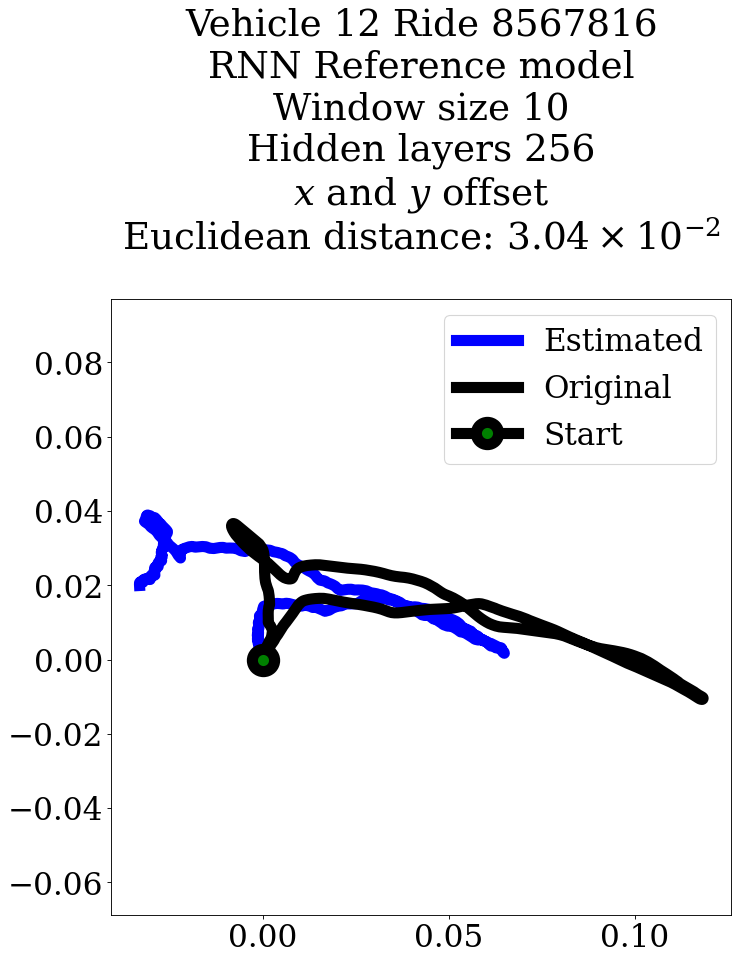 Vehicle 12 Ride 8567816
RNN Reference model
Window size 10
Hidden layers 256
x and y offset
Euclidean distance: 3.04 × 10⁻²
Estimated
Original
Start
0.08
0.06
0.04
0.02
0.00
−0.02
−0.04
−0.06
0.00 0.05 0.10